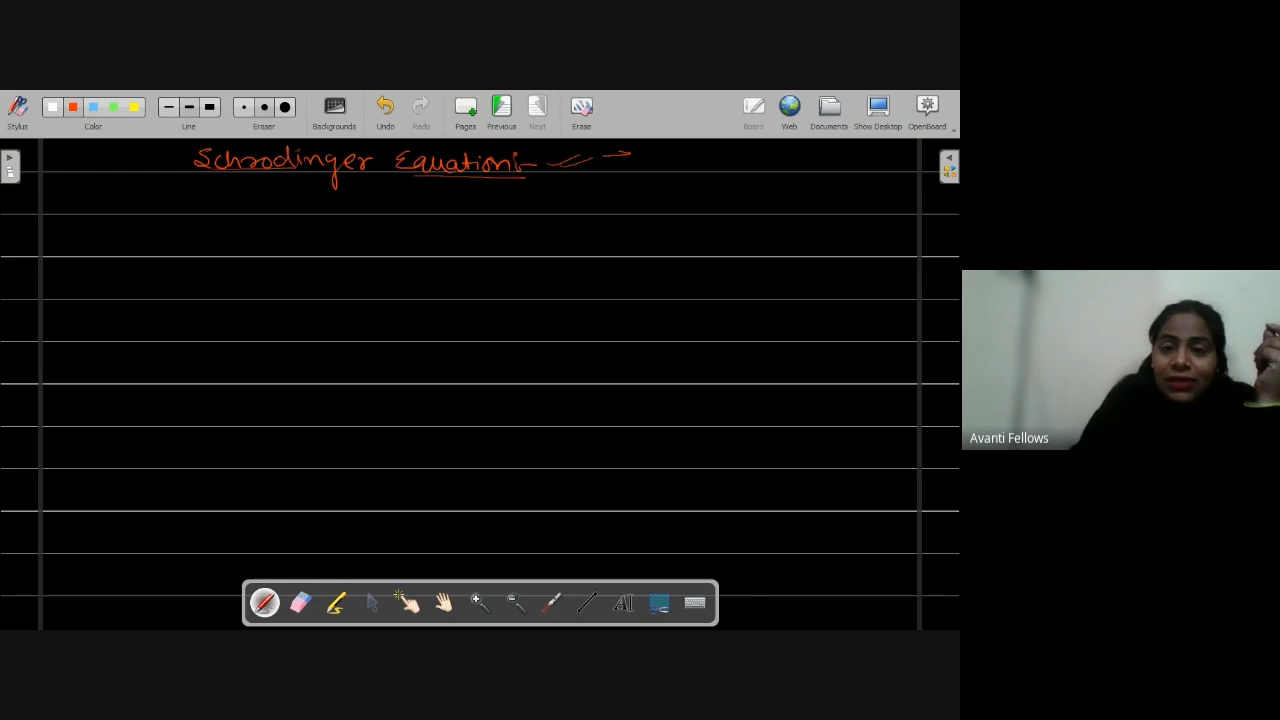 Stylus
Color
Line
Eraser
Backgrounds
Undo
Redo
Pages
Previous
Next
Erase
Board
Web
Documents
Show Desktop
OpenBoard
Schrodinger Equation:-
AI
Avanti Fellows